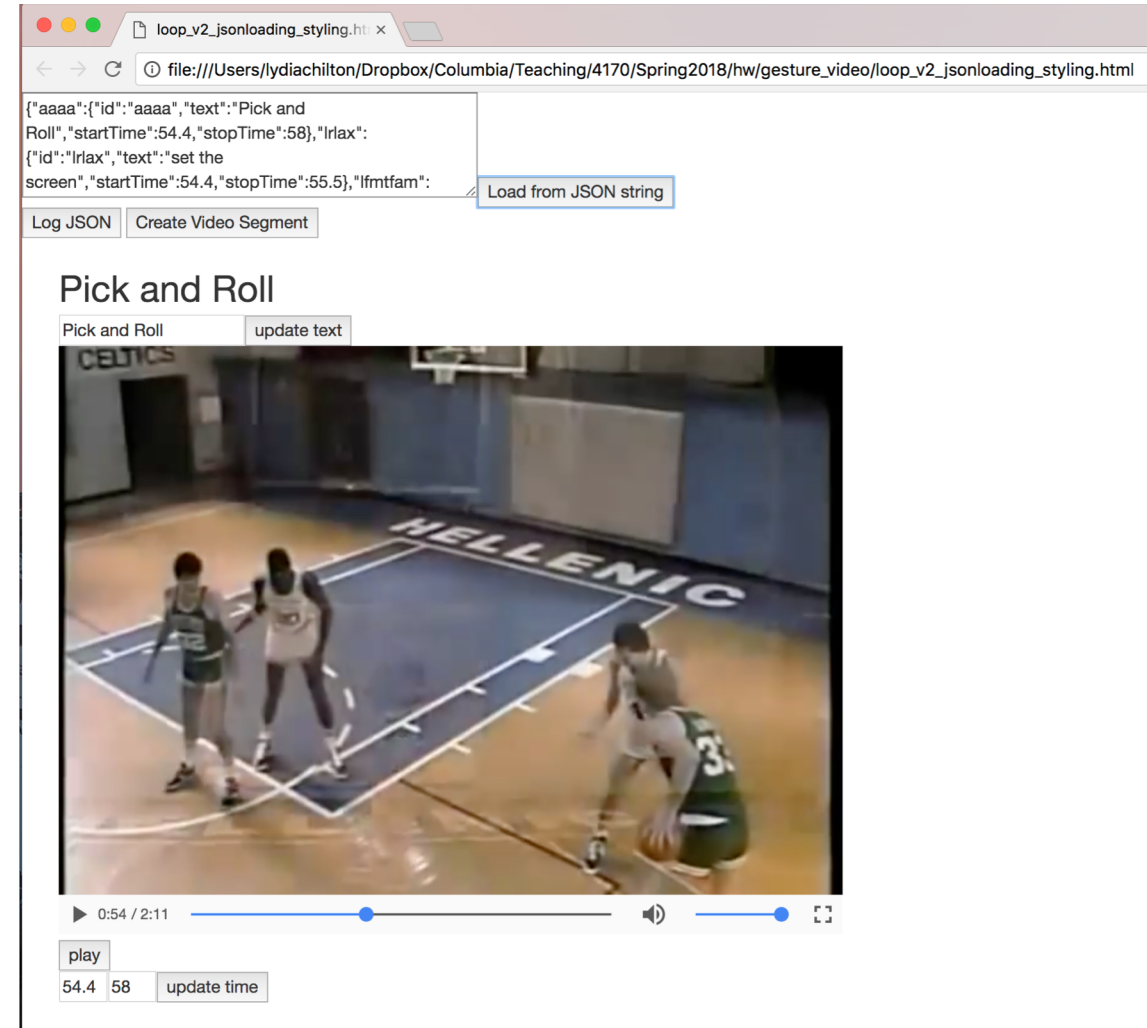 loop_v2_jsonloading_styling.ht
file:///Users/lydiachilton/Dropbox/Columbia/Teaching/4170/Spring2018/hw/gesture_video/loop_v2_jsonloading_styling.html
{"aaaa":{"id":"aaaa","text":"Pick and
Roll","startTime":54.4,"stopTime":58},"lrlax":
{"id":"lrlax","text":"set the
screen","startTime":54.4,"stopTime":55.5},"lfmtfam":
Load from JSON string
Log JSON Create Video Segment
Pick and Roll
Pick and Roll update text
CELTICS
HELLENIC
33
0:54 / 2:11
play
54.4 58 update time